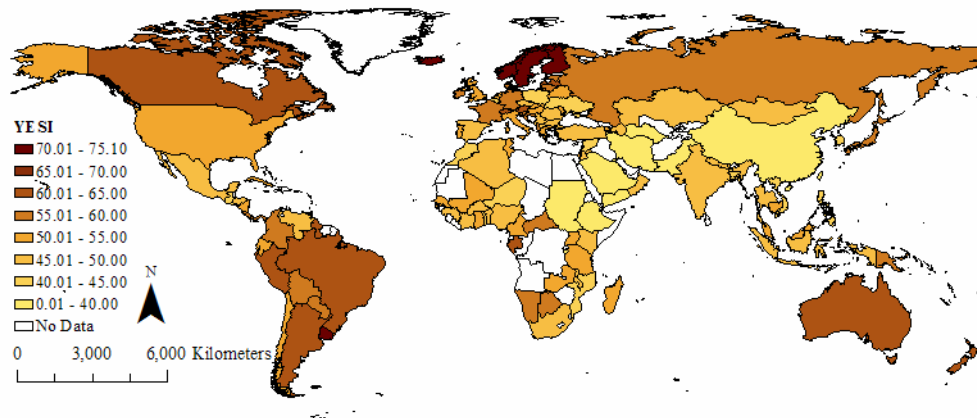 YESI
70.01 - 75.10
65.01 - 70.00
60.01 - 65.00
55.01 - 60.00
50.01 - 55.00
45.01 - 50.00
40.01 - 45.00
0.01 - 40.00
No Data
N
0 3,000 6,000 Kilometers